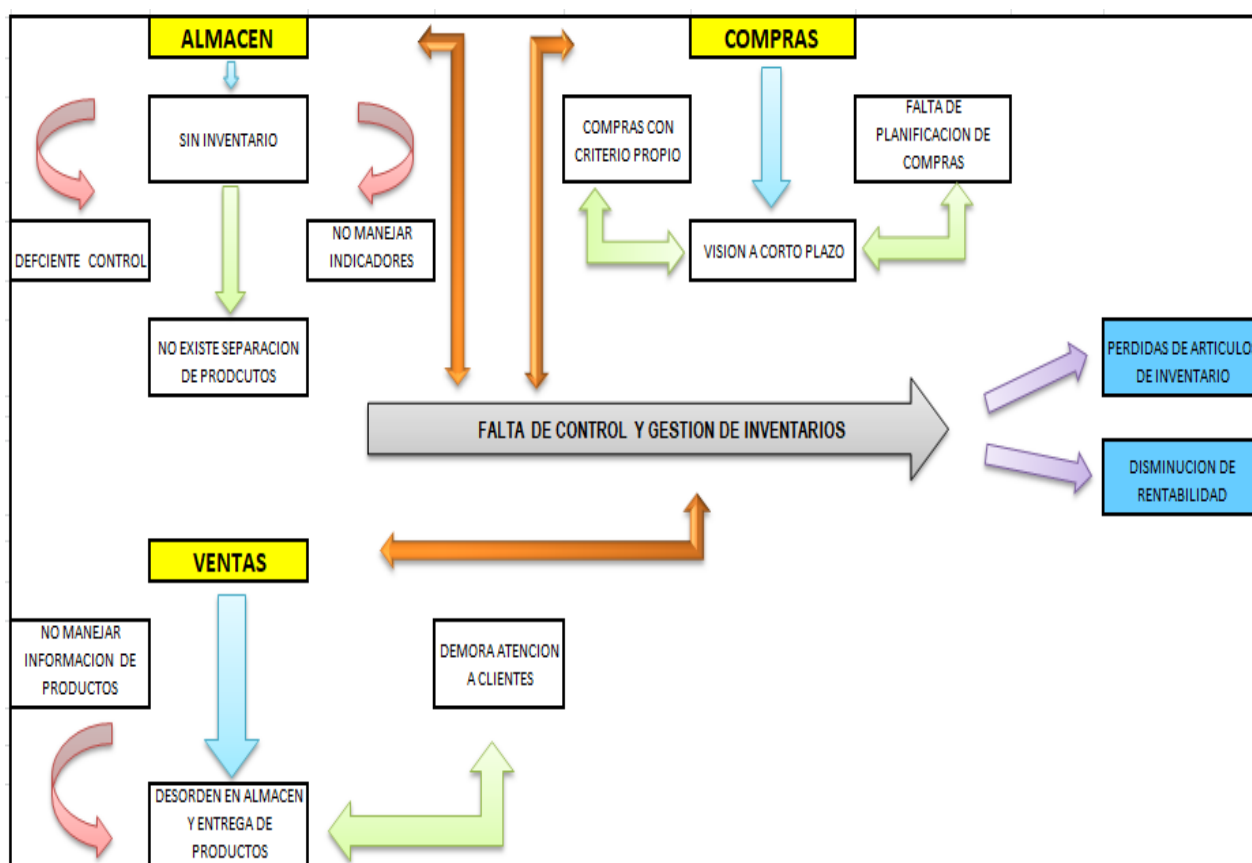 ALMACEN
COMPRAS
SIN INVENTARIO
COMPRAS CON
CRITERIO PROPIO
FALTA DE
PLANIFICACION DE
COMPRAS
DEFCIENTE CONTROL
NO MANEJAR
INDICADORES
VISION A CORTO PLAZO
NO EXISTE SEPARACION
DE PRODCUTOS
PERDIDAS DE ARTICULO
DE INVENTARIO
FALTA DE CONTROL Y GESTION DE INVENTARIOS
DISMINUCION DE
RENTABILIDAD
VENTAS
NO MANEJAR
INFORMACION DE
PRODUCTOS
DEMORA ATENCION
A CLIENTES
DESORDEN EN ALMACEN
Y ENTREGA DE
PRODUCTOS